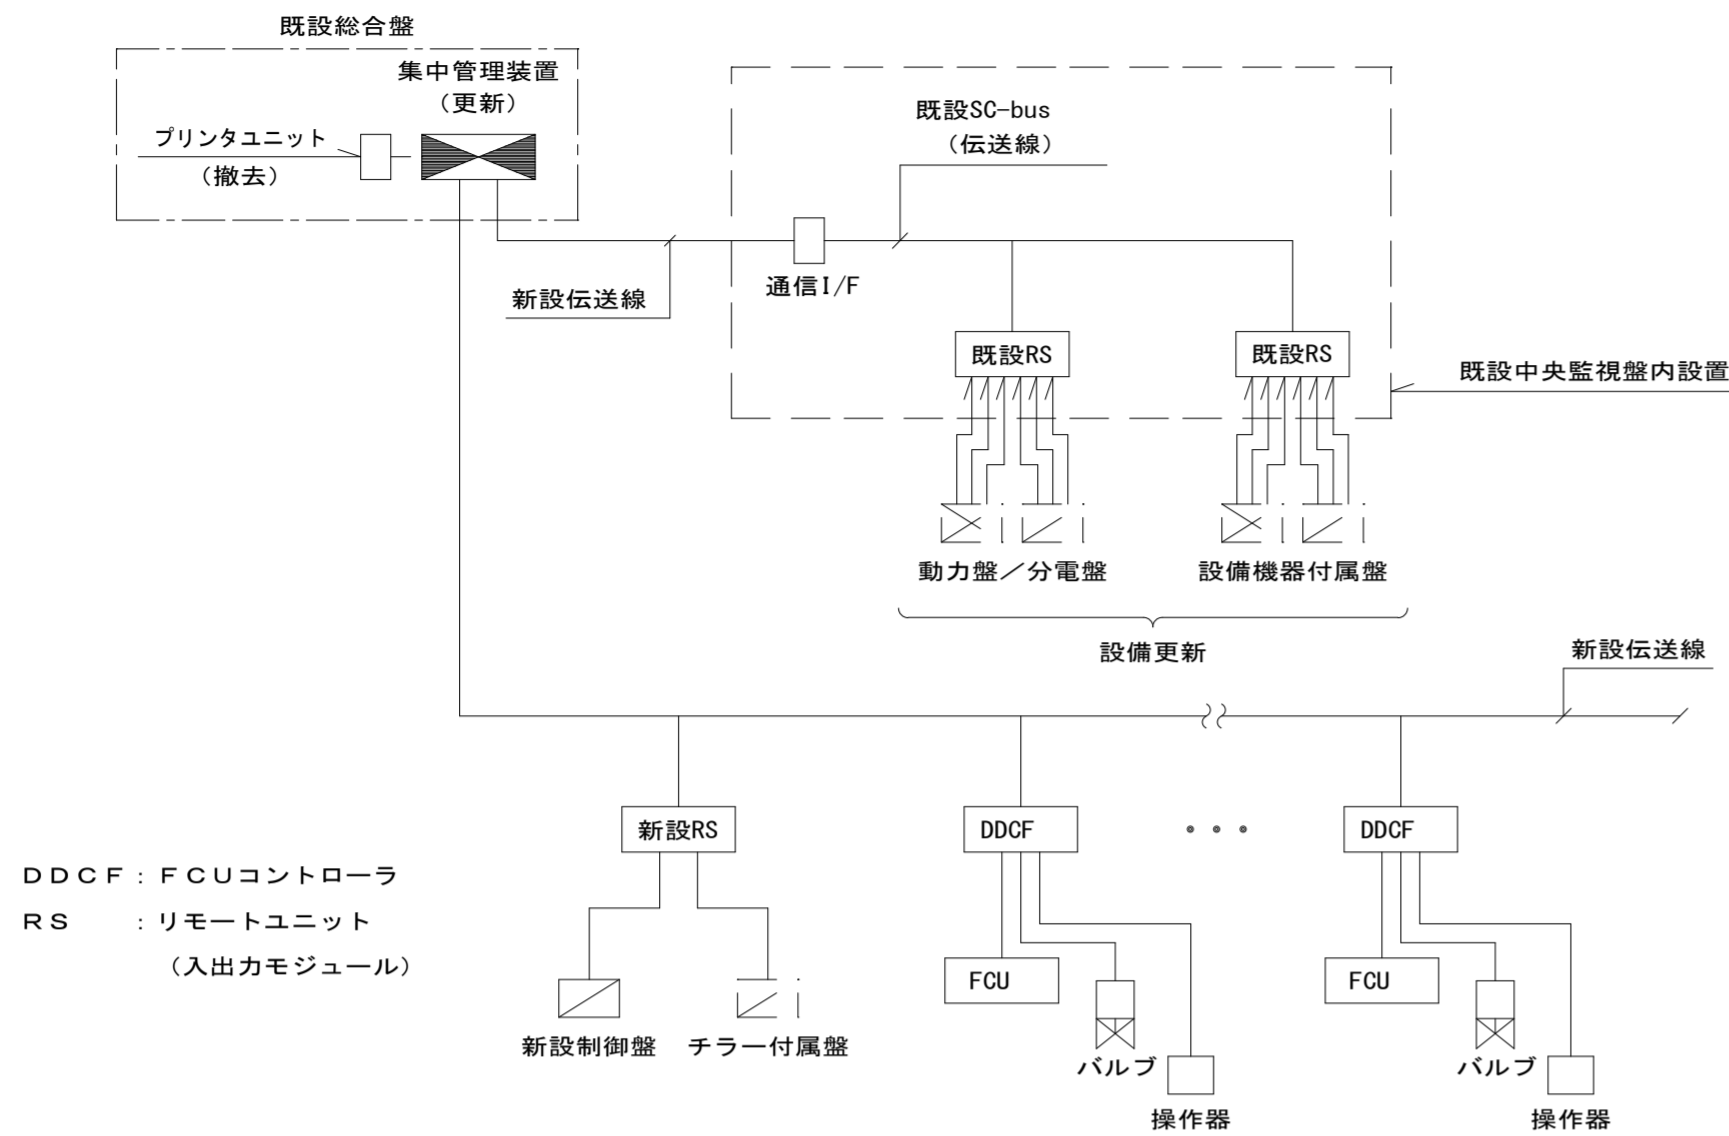 既設総合盤
集中管理装置
（更新）
プリンタユニット
（撤去）
既設SC-bus
（伝送線）
新設伝送線
通信I/F
既設RS
既設RS
既設中央監視盤内設置
動力盤／分電盤
設備機器付属盤
設備更新
新設伝送線
新設RS
DDCF
DDCF
ＤＤＣＦ：ＦＣＵコントローラ
ＲＳ　　：リモートユニット
（入出力モジュール）
FCU
FCU
新設制御盤
チラー付属盤
バルブ
バルブ
操作器
操作器